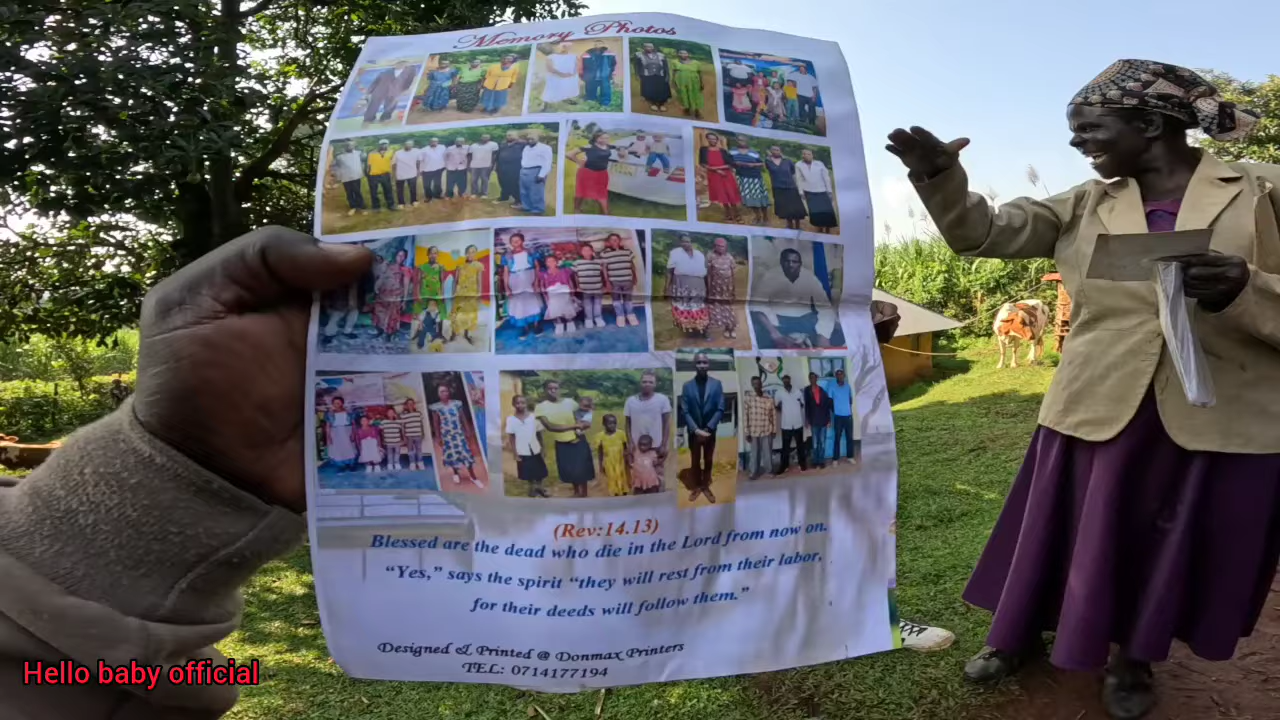 Memory Photos
(Rev:14.13)
Blessed are the dead who die in the Lord from now on.
“Yes,” says the spirit “they will rest from their labor,
for their deeds will follow them.”
Designed & Printed @ Donmax Printers
TEL: 0714177194
Hello baby official